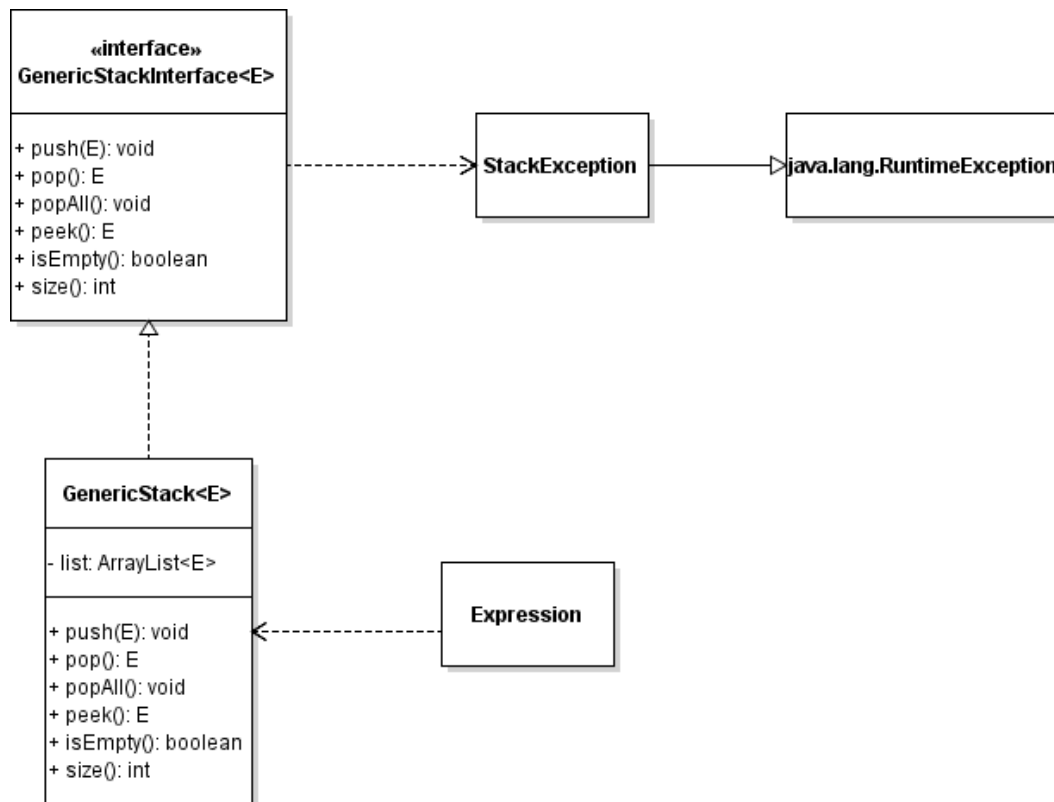 «interface»
GenericStackInterface<E>
+ push(E): void
+ pop(): E
+ popAll(): void
+ peek(): E
+ isEmpty(): boolean
+ size(): int
StackException
java.lang.RuntimeException
GenericStack<E>
- list: ArrayList<E>
+ push(E): void
+ pop(): E
+ popAll(): void
+ peek(): E
+ isEmpty(): boolean
+ size(): int
Expression